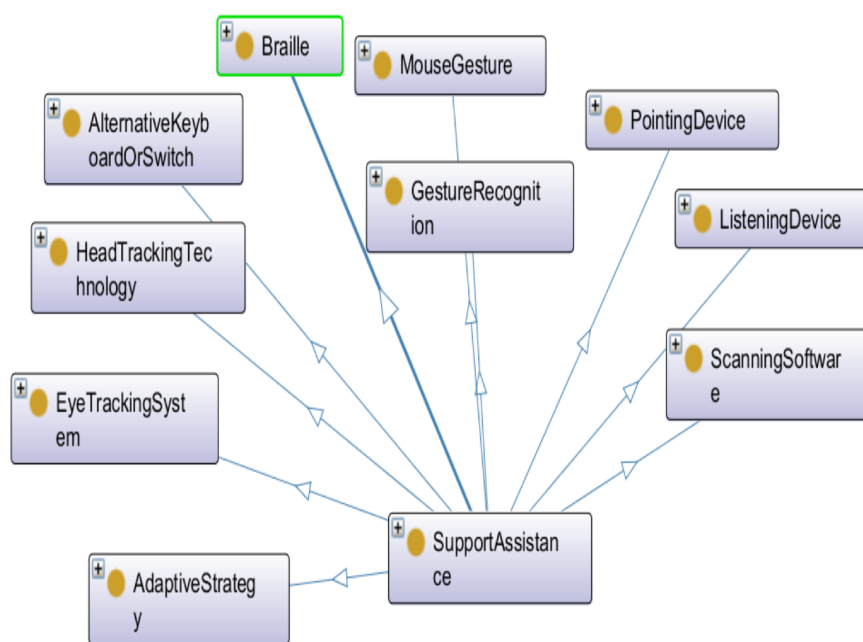 Braille
MouseGesture
AlternativeKeyb
oardOrSwitch
PointingDevice
GestureRecognit
ion
ListeningDevice
HeadTrackingTec
hnology
ScanningSoftwar
e
EyeTrackingSyst
em
SupportAssistan
ce
AdaptiveStrateg
y